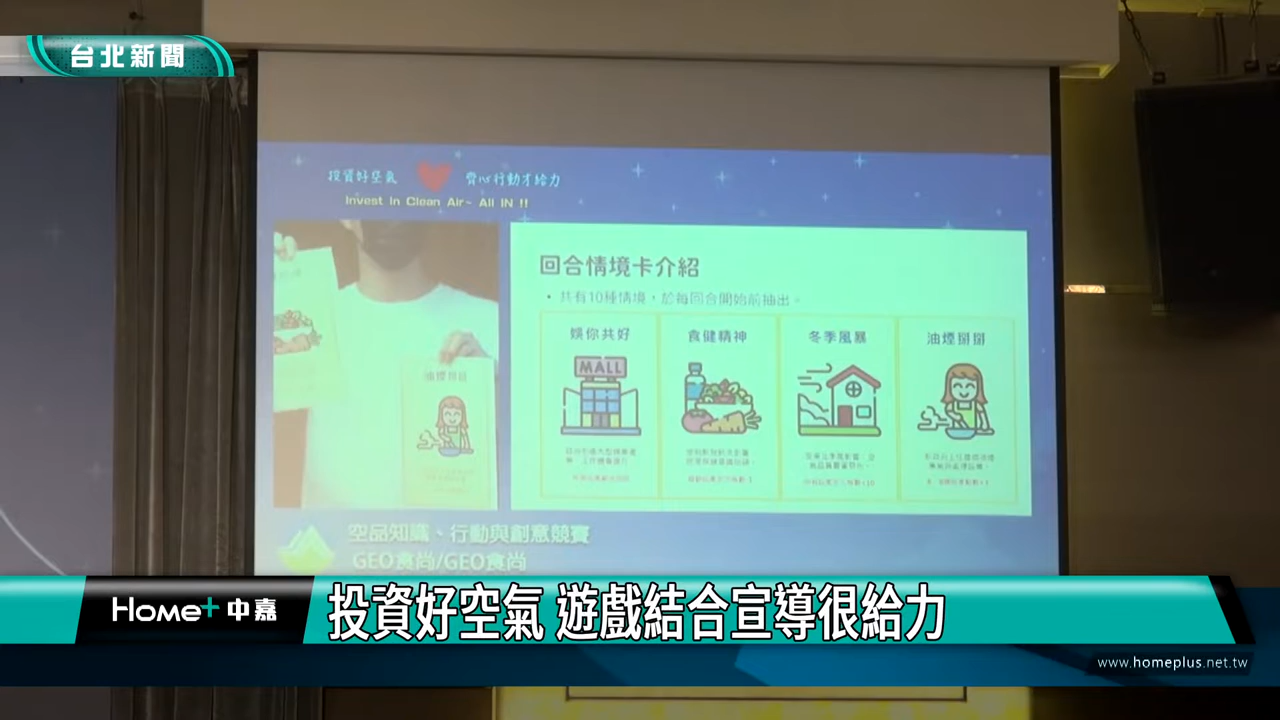 台北新聞
投資好空氣 齊心行動才給力
Invest In Clean Air~ All IN !!
回合情境卡介紹
• 共有10種情境，於每回合開始前抽出。
娛你共好 食健精神 冬季風暴 油煙掰掰
MALL
油煙掰掰
空品知識、行動與創意競賽
GEO食尚/GEO食尚
Home+ 中嘉
投資好空氣 遊戲結合宣導很給力
www.homeplus.net.tw